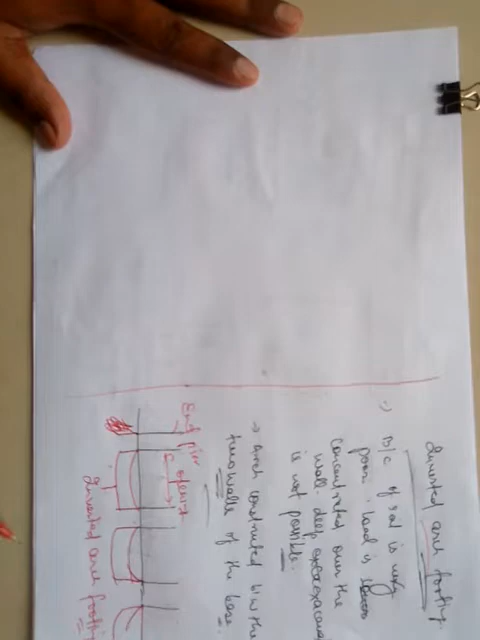 Inverted arch footing.
-) B/c of soil is very
poor. load is
concentrated over the
wall. deep excavation
is not possible.
-) Arch constructed b/w the
two walls of the base.
End pier
Inverted arch footing